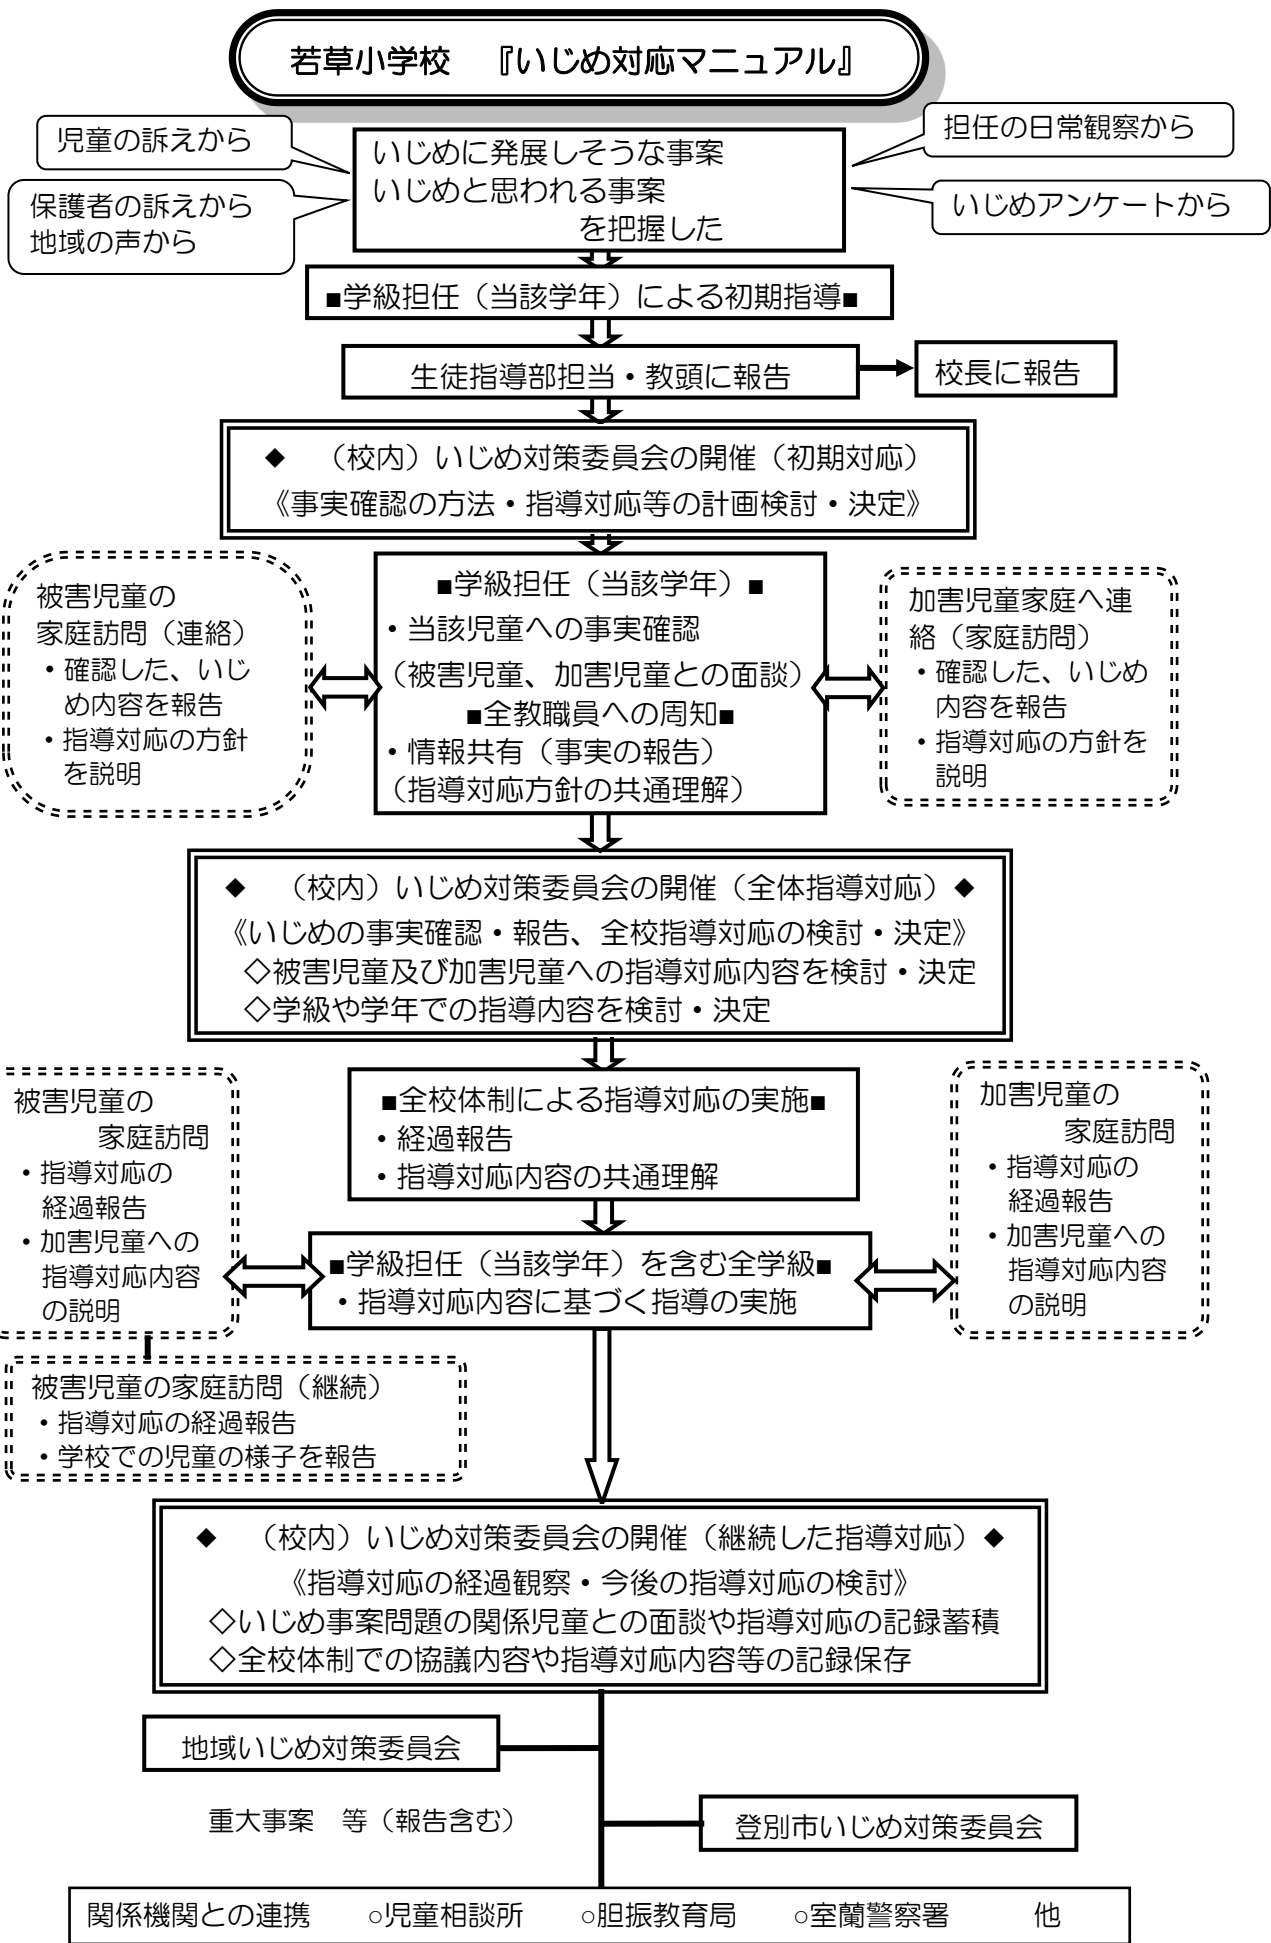 若草小学校　『いじめ対応マニュアル』
児童の訴えから
担任の日常観察から
保護者の訴えから
地域の声から
いじめアンケートから
いじめに発展しそうな事案
いじめと思われる事案
を把握した
■学級担任（当該学年）による初期指導■
生徒指導部担当・教頭に報告
校長に報告
◆　（校内）いじめ対策委員会の開催（初期対応）
《事実確認の方法・指導対応等の計画検討・決定》
被害児童の
家庭訪問（連絡）
・確認した、いじ
め内容を報告
・指導対応の方針
を説明
■学級担任（当該学年）■
・当該児童への事実確認
（被害児童、加害児童との面談）
■全教職員への周知■
・情報共有（事実の報告）
（指導対応方針の共通理解）
加害児童家庭へ連
絡（家庭訪問）
・確認した、いじめ
内容を報告
・指導対応の方針を
説明
◆　（校内）いじめ対策委員会の開催（全体指導対応）◆
《いじめの事実確認・報告、全校指導対応の検討・決定》
◇被害児童及び加害児童への指導対応内容を検討・決定
◇学級や学年での指導内容を検討・決定
被害児童の
家庭訪問
・指導対応の
経過報告
・加害児童への
指導対応内容
の説明
■全校体制による指導対応の実施■
・経過報告
・指導対応内容の共通理解
■学級担任（当該学年）を含む全学級■
・指導対応内容に基づく指導の実施
加害児童の
家庭訪問
・指導対応の
経過報告
・加害児童への
指導対応内容
の説明
被害児童の家庭訪問（継続）
・指導対応の経過報告
・学校での児童の様子を報告
◆　（校内）いじめ対策委員会の開催（継続した指導対応）◆
《指導対応の経過観察・今後の指導対応の検討》
◇いじめ事案問題の関係児童との面談や指導対応の記録蓄積
◇全校体制での協議内容や指導対応内容等の記録保存
地域いじめ対策委員会
重大事案　等（報告含む）
登別市いじめ対策委員会
関係機関との連携　○児童相談所　○胆振教育局　○室蘭警察署　他